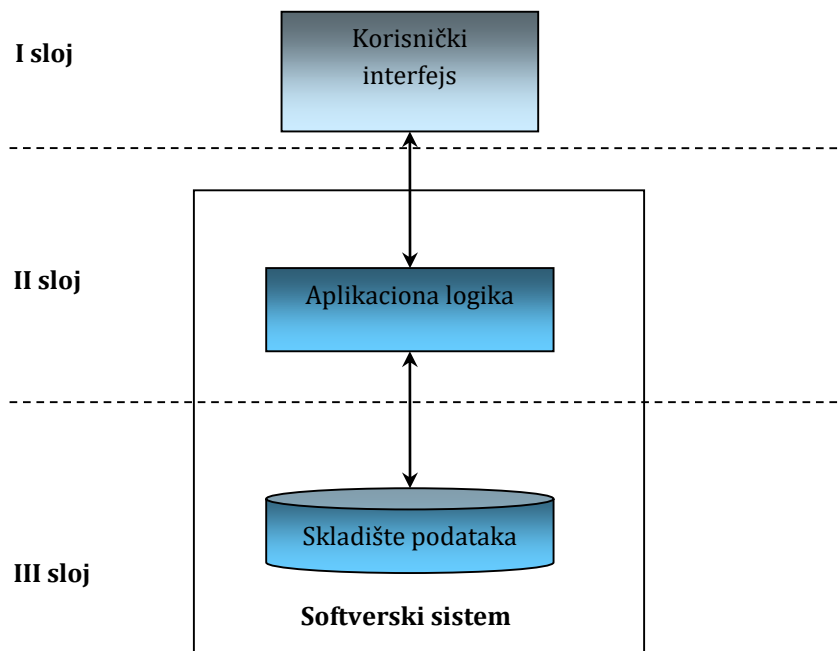 I sloj
Korisnički
interfejs
II sloj
Aplikaciona logika
Skladište podataka
III sloj
Softverski sistem